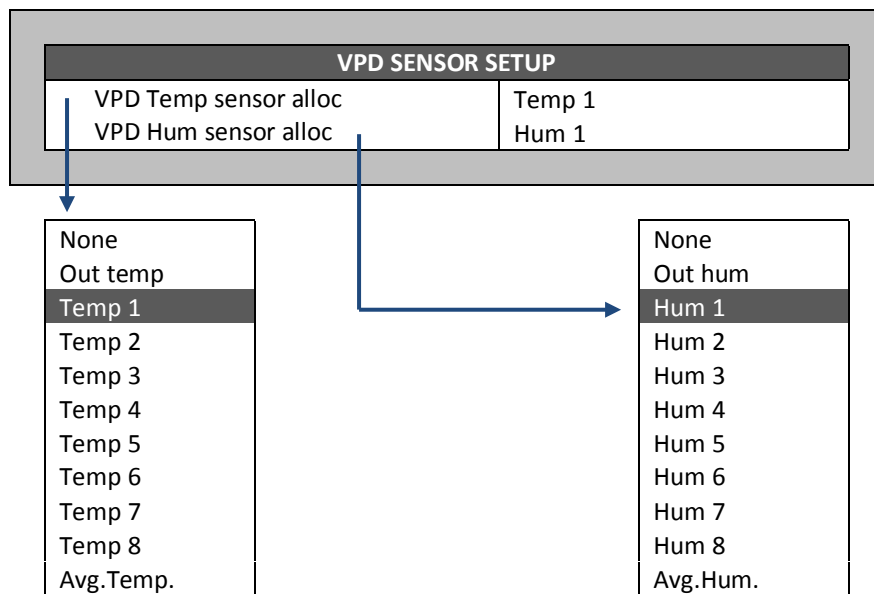 VPD SENSOR SETUP
VPD Temp sensor alloc Temp 1
VPD Hum sensor alloc Hum 1
None
Out temp
Temp 1
Temp 2
Temp 3
Temp 4
Temp 5
Temp 6
Temp 7
Temp 8
Avg.Temp.
None
Out hum
Hum 1
Hum 2
Hum 3
Hum 4
Hum 5
Hum 6
Hum 7
Hum 8
Avg.Hum.